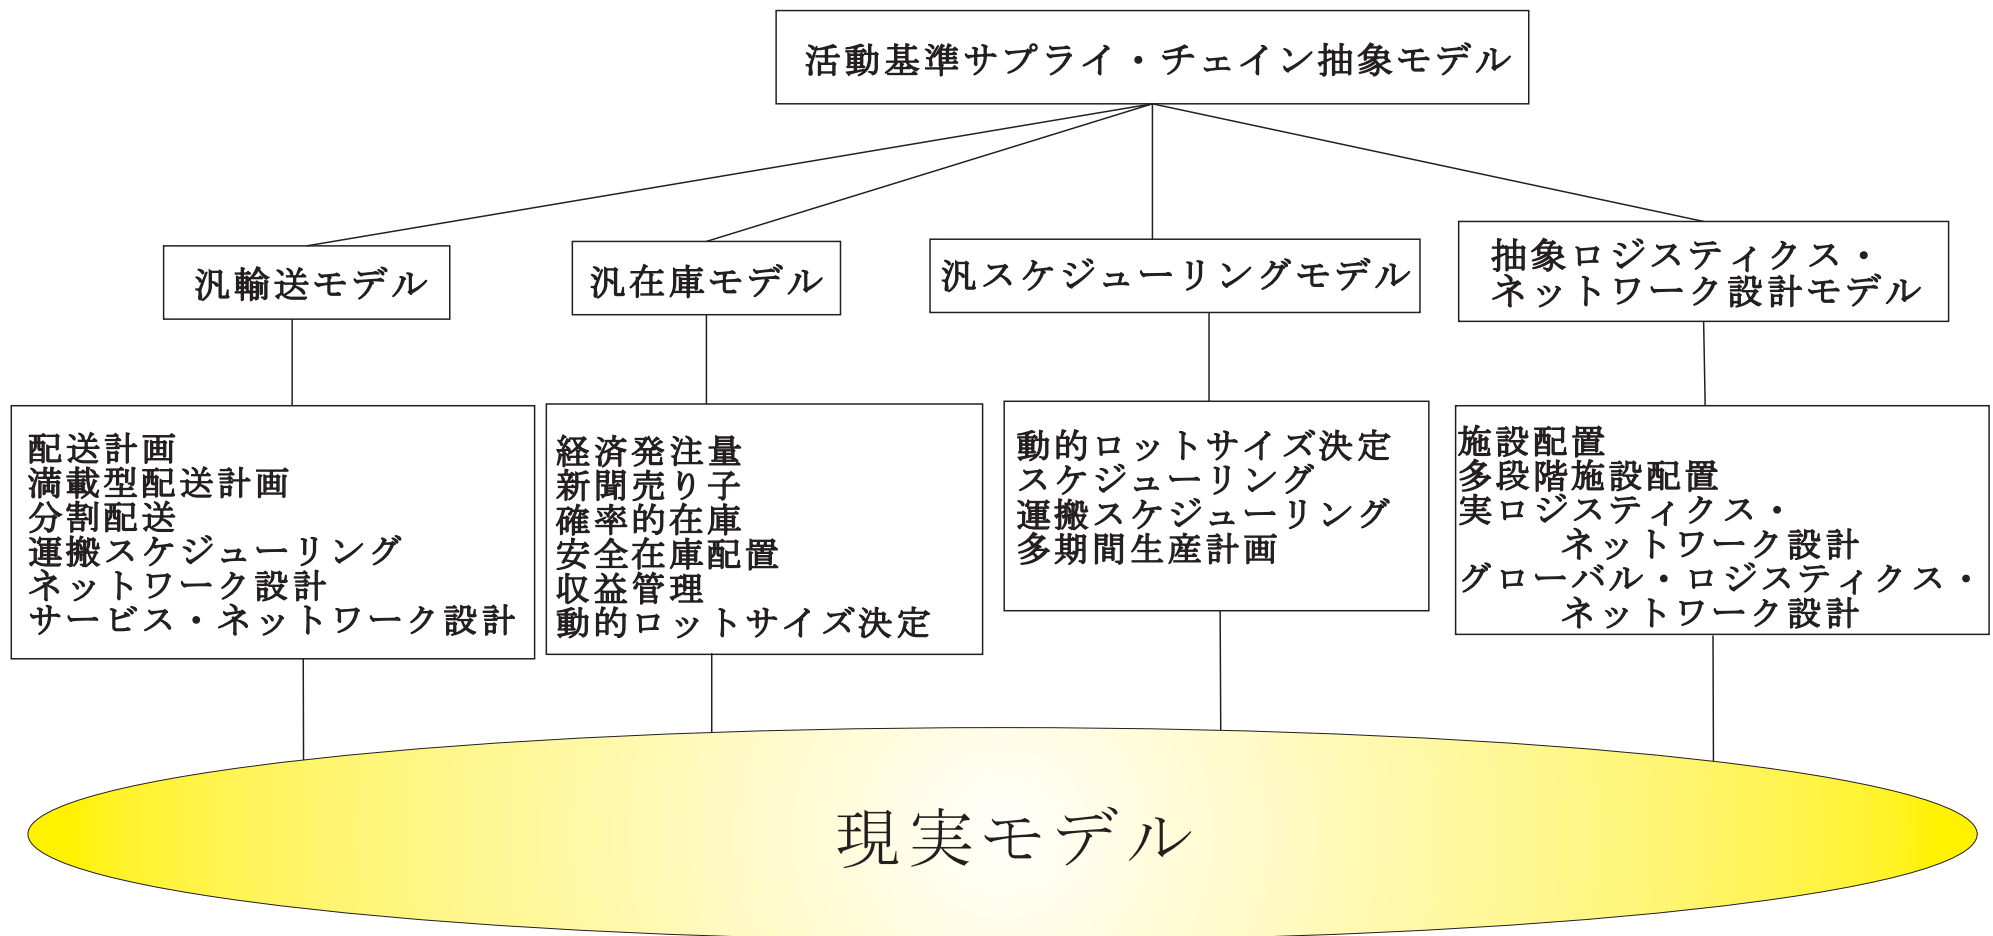 活動基準サプライ・チェイン抽象モデル
汎輸送モデル
汎在庫モデル
汎スケジューリングモデル
抽象ロジスティクス・
ネットワーク設計モデル
配送計画
満載型配送計画
分割配送
運搬スケジューリング
ネットワーク設計
サービス・ネットワーク設計
経済発注量
新聞売り子
確率的在庫
安全在庫配置
収益管理
動的ロットサイズ決定
動的ロットサイズ決定
スケジューリング
運搬スケジューリング
多期間生産計画
施設配置
多段階施設配置
実ロジスティクス・
ネットワーク設計
グローバル・ロジスティクス・
ネットワーク設計
現実モデル